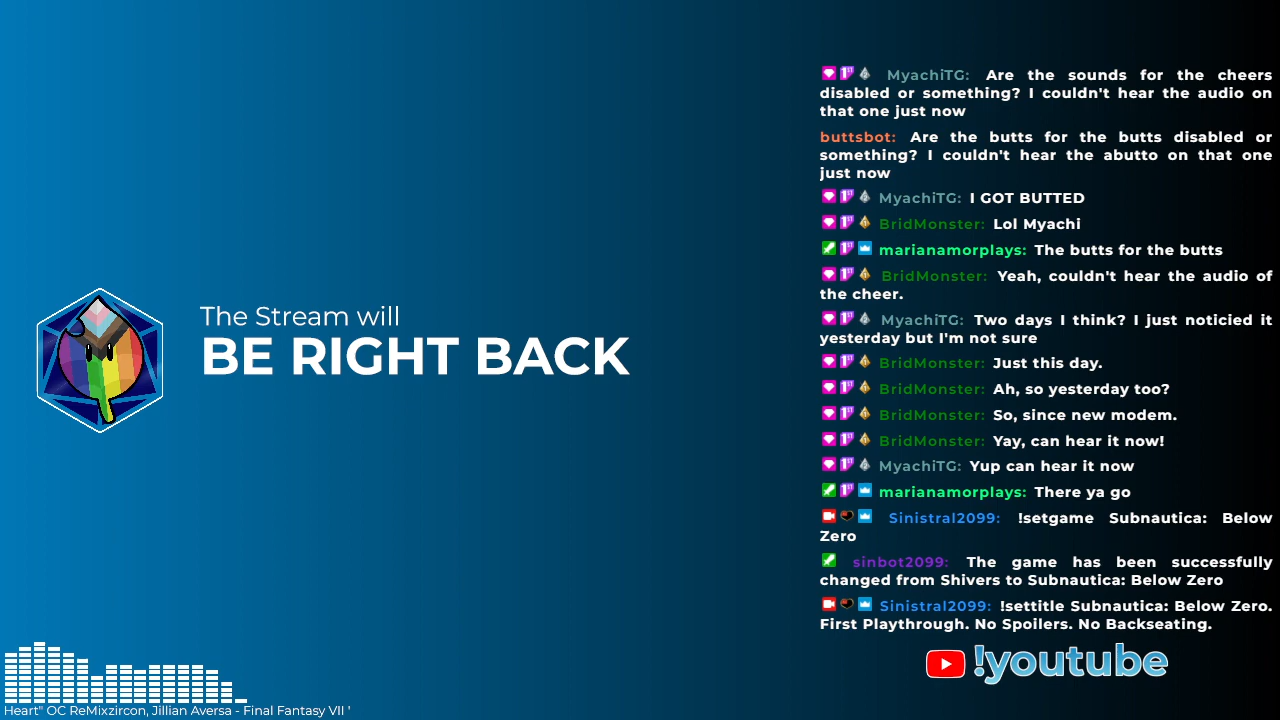 The Stream will
BE RIGHT BACK
MyachiTG: Are the sounds for the cheers
disabled or something? I couldn't hear the audio on
that one just now
buttsbot: Are the butts for the butts disabled or
something? I couldn't hear the abutto on that one
just now
MyachiTG: I GOT BUTTED
BridMonster: Lol Myachi
marianamorplays: The butts for the butts
BridMonster: Yeah, couldn't hear the audio of
the cheer.
MyachiTG: Two days I think? I just noticied it
yesterday but I'm not sure
BridMonster: Just this day.
BridMonster: Ah, so yesterday too?
BridMonster: So, since new modem.
BridMonster: Yay, can hear it now!
MyachiTG: Yup can hear it now
marianamorplays: There ya go
Sinistral2099: !setgame Subnautica: Below
Zero
sinbot2099: The game has been successfully
changed from Shivers to Subnautica: Below Zero
Sinistral2099: !settitle Subnautica: Below Zero.
First Playthrough. No Spoilers. No Backseating.
!youtube
Heart" OC ReMixzircon, Jillian Aversa - Final Fantasy VII '